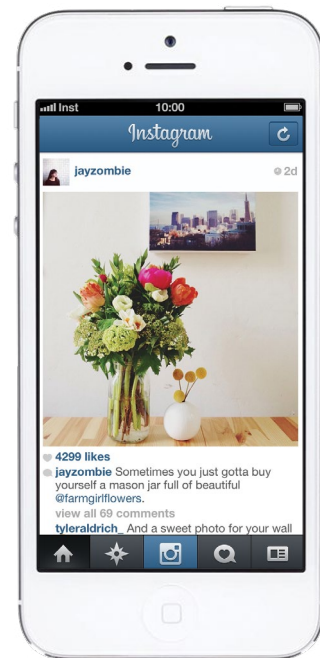 Inst 10:00
Instagram
jayzombie 2d
4299 likes
jayzombie Sometimes you just gotta buy
yourself a mason jar full of beautiful
@farmgirlflowers.
view all 69 comments
tyleraldrich_ And a sweet photo for your wall